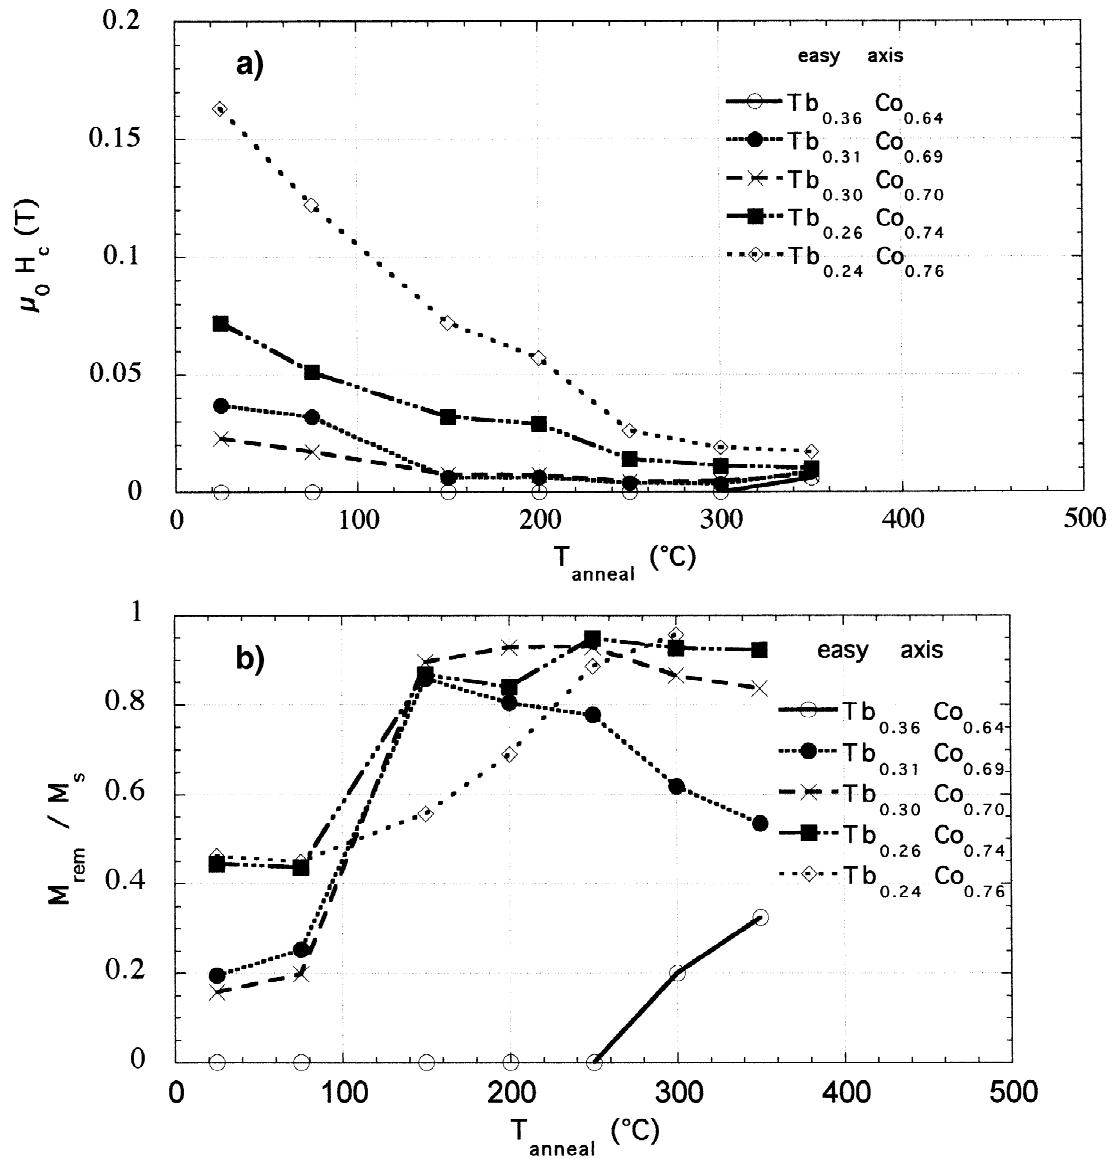 0.2
a)
easy axis
Tb0.36 Co0.64
Tb0.31 Co0.69
Tb0.30 Co0.70
Tb0.26 Co0.74
Tb0.24 Co0.76
0.15
0.1
0.05
0
μ0 Hc (T)
0 100 200 300 400 500
Tanneal (°C)
1
b)
easy axis
Tb0.36 Co0.64
Tb0.31 Co0.69
Tb0.30 Co0.70
Tb0.26 Co0.74
Tb0.24 Co0.76
0.8
0.6
0.4
0.2
0
Mrem / Ms
0 100 200 300 400 500
Tanneal (°C)